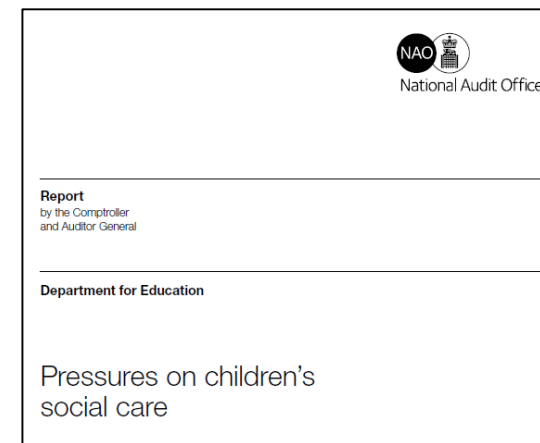 NAO
National Audit Office
Report
by the Comptroller
and Auditor General
Department for Education
Pressures on children's
social care